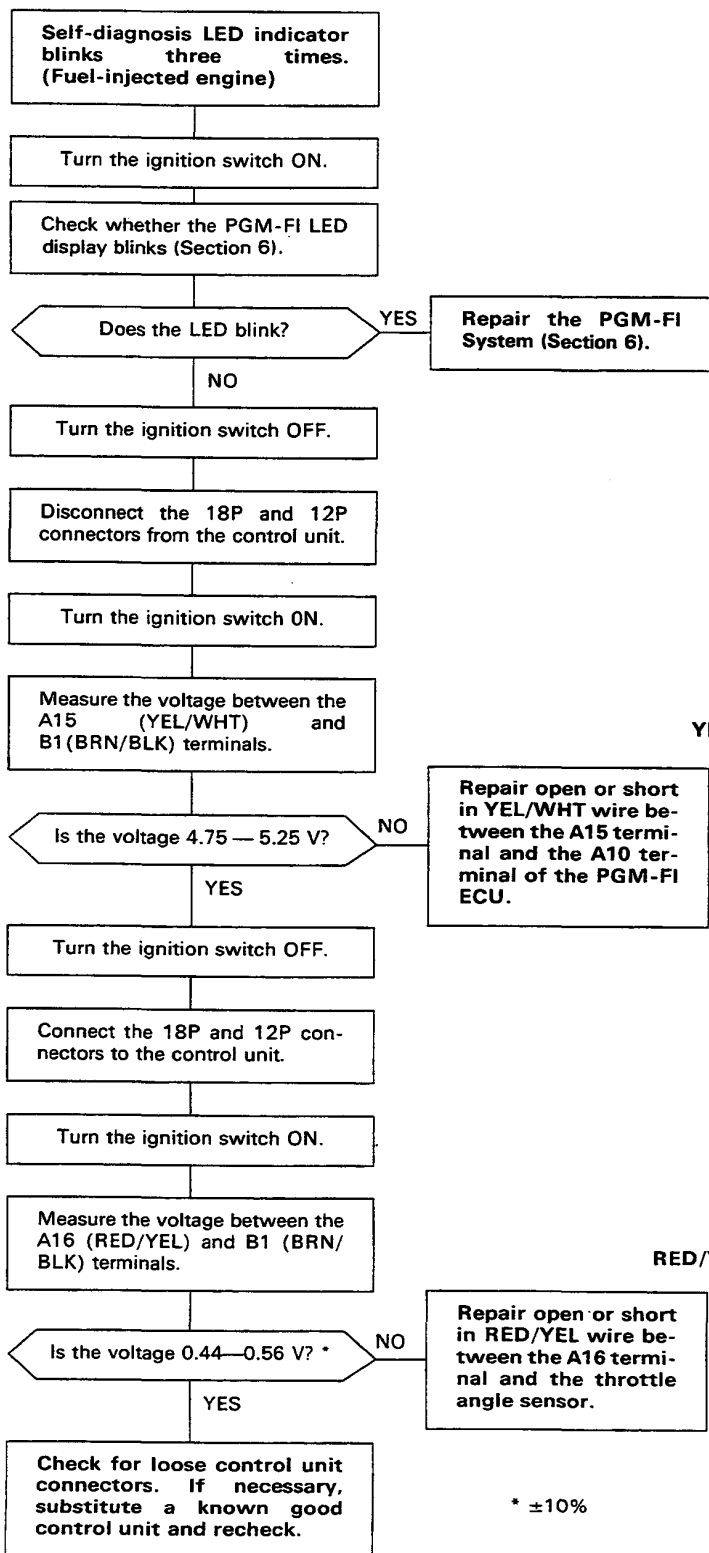 Self-diagnosis LED indicator
blinks three times.
(Fuel-injected engine)
Turn the ignition switch ON.
Check whether the PGM-FI LED
display blinks (Section 6).
Does the LED blink?
YES
Repair the PGM-FI
System (Section 6).
NO
Turn the ignition switch OFF.
Disconnect the 18P and 12P
connectors from the control unit.
Turn the ignition switch ON.
Measure the voltage between the
A15 (YEL/WHT) and
B1(BRN/BLK) terminals.
Is the voltage 4.75 — 5.25 V?
NO
Repair open or short
in YEL/WHT wire be-
tween the A15 termi-
nal and the A10 ter-
minal of the PGM-FI
ECU.
YES
Turn the ignition switch OFF.
Connect the 18P and 12P con-
nectors to the control unit.
Turn the ignition switch ON.
Measure the voltage between the
A16 (RED/YEL) and B1 (BRN/
BLK) terminals.
RED/
Is the voltage 0.44—0.56 V? *
NO
Repair open or short
in RED/YEL wire be-
tween the A16 termi-
nal and the throttle
angle sensor.
YES
Check for loose control unit
connectors. If necessary,
substitute a known good
control unit and recheck.
* ±10%